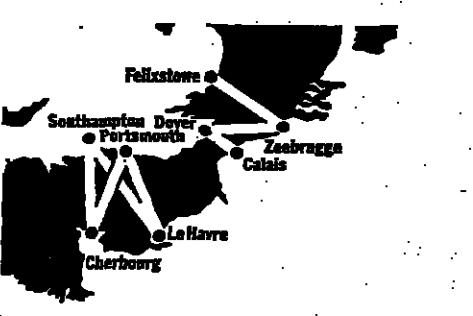 Felixstowe
Southampton Dover
Portsmouth
Zeebrugge
Calais
Le Havre
Cherbourg